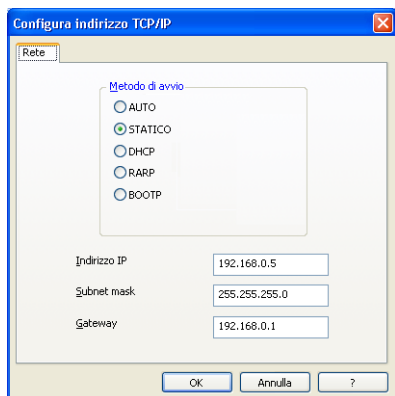 Configura indirizzo TCP/IP
Rete
Metodo di avvio
AUTO
STATICO
DHCP
RARP
BOOTP
Indirizzo IP 192.168.0.5
Subnet mask 255.255.255.0
Gateway 192.168.0.1
OK Annulla ?